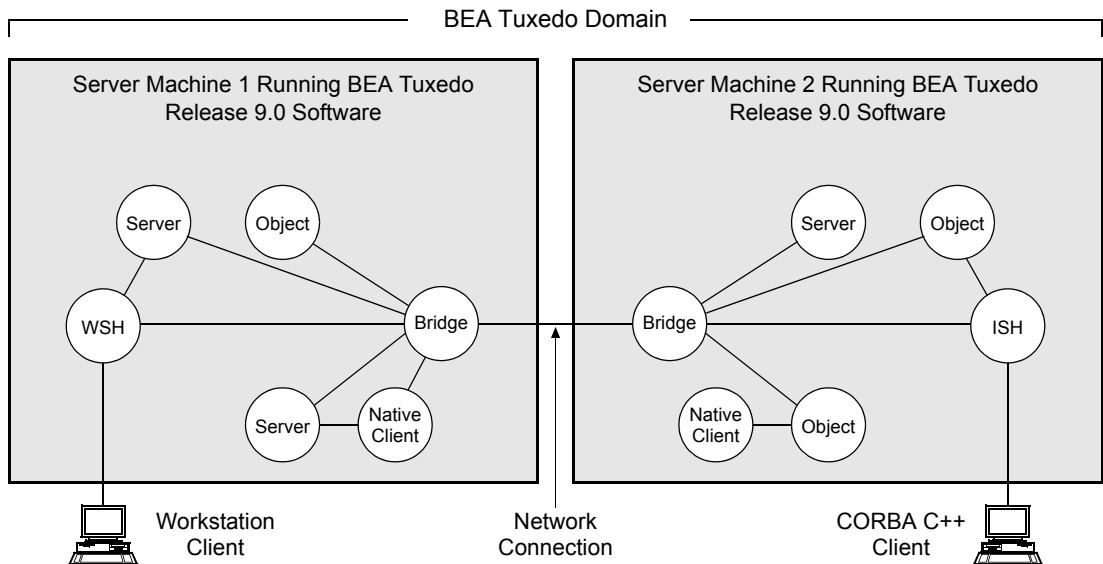 BEA Tuxedo Domain
Server Machine 1 Running BEA Tuxedo
Release 9.0 Software
Server
Object
WSH
Bridge
Server
Native
Client
Server Machine 2 Running BEA Tuxedo
Release 9.0 Software
Server
Object
Bridge
ISH
Native
Client
Object
Workstation
Client
Network
Connection
CORBA C++
Client